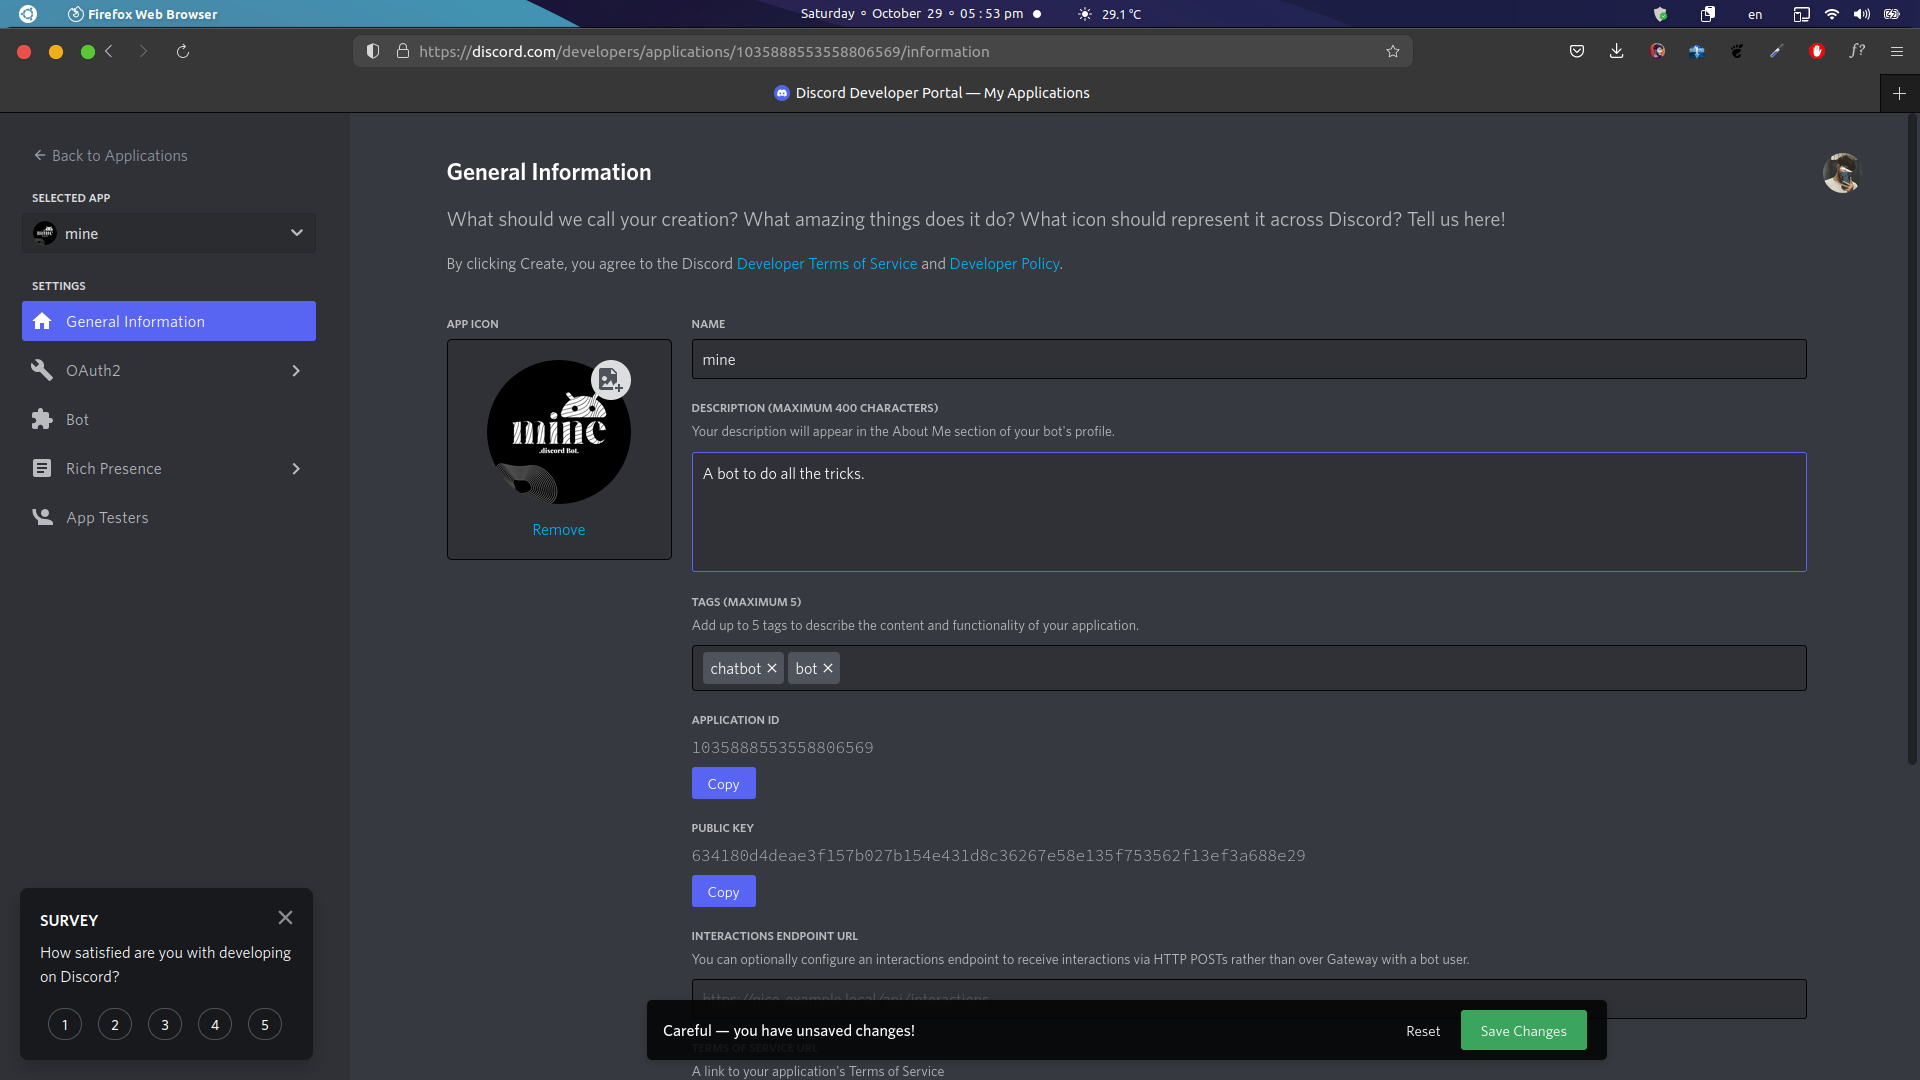 Firefox Web Browser
Saturday ∘ October 29 ∘ 05 : 53 pm
29.1 °C
en
https://discord.com/developers/applications/1035888553558806569/information
f?
Discord Developer Portal — My Applications
Back to Applications
SELECTED APP
mine
SETTINGS
General Information
OAuth2
Bot
Rich Presence
App Testers
General Information
What should we call your creation? What amazing things does it do? What icon should represent it across Discord? Tell us here!
By clicking Create, you agree to the Discord Developer Terms of Service and Developer Policy.
APP ICON
mine
.discord Bot.
Remove
NAME
mine
DESCRIPTION (MAXIMUM 400 CHARACTERS)
Your description will appear in the About Me section of your bot's profile.
A bot to do all the tricks.
TAGS (MAXIMUM 5)
Add up to 5 tags to describe the content and functionality of your application.
chatbot × bot ×
APPLICATION ID
1035888553558806569
Copy
PUBLIC KEY
634180d4deae3f157b027b154e431d8c36267e58e135f753562f13ef3a688e29
Copy
INTERACTIONS ENDPOINT URL
You can optionally configure an interactions endpoint to receive interactions via HTTP POSTs rather than over Gateway with a bot user.
https://nice-example.local/api/interactions
Careful — you have unsaved changes!
Reset
Save Changes
TERMS OF SERVICE URL
A link to your application's Terms of Service
SURVEY
How satisfied are you with developing
on Discord?
1 2 3 4 5